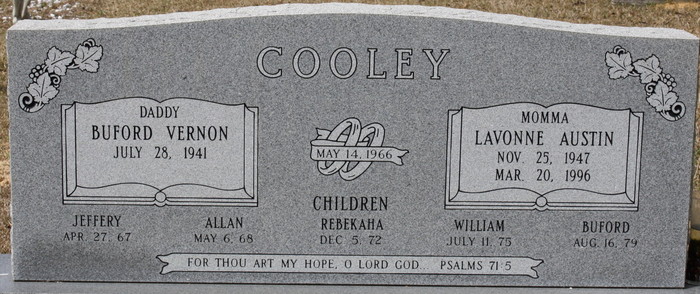 COOLEY
DADDY
BUFORD VERNON
JULY 28, 1941
MAY 14, 1966
MOMMA
LAVONNE AUSTIN
NOV. 25, 1947
MAR. 20, 1996
CHILDREN
JEFFERY
APR. 27, 67
ALLAN
MAY 6, 68
REBEKAHA
DEC 5, 72
WILLIAM
JULY 11, 75
BUFORD
AUG. 16, 79
FOR THOU ART MY HOPE, O LORD GOD... PSALMS 71:5